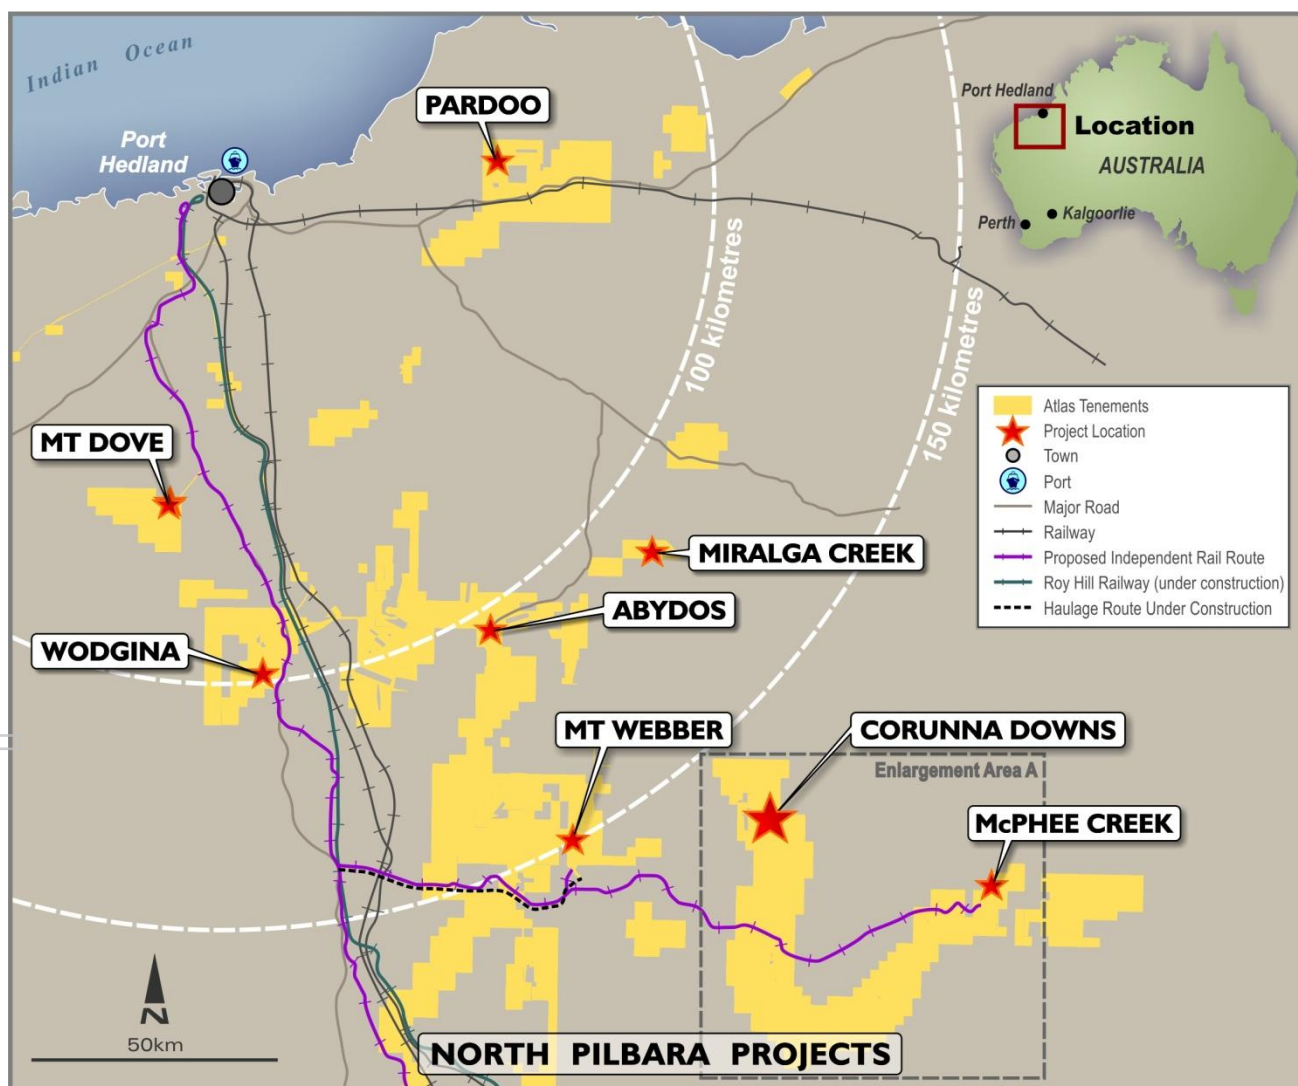 Indian Ocean
Port
Hedland
PARDOO
Port Hedland
Location
AUSTRALIA
Kalgoorlie
Perth
100 kilometres
150 kilometres
Atlas Tenements
Project Location
Town
Port
Major Road
Railway
Proposed Independent Rail Route
Roy Hill Railway (under construction)
Haulage Route Under Construction
MT DOVE
MIRALGA CREEK
ABYDOS
WODGINA
MT WEBBER
CORUNNA DOWNS
Enlargement Area A
McPHEE CREEK
N
50km
NORTH PILBARA PROJECTS